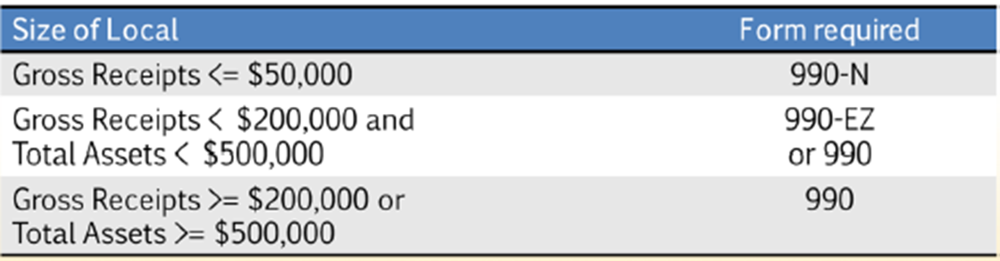 Size of Local Form required
Gross Receipts <= $50,000 990-N
Gross Receipts < $200,000 and 990-EZ
Total Assets < $500,000 or 990
Gross Receipts >= $200,000 or 990
Total Assets >= $500,000